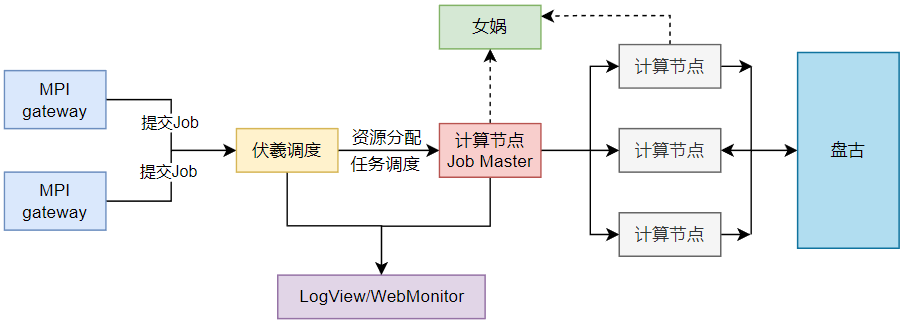 女娲
MPI
gateway
提交Job
伏羲调度
资源分配
任务调度
计算节点
Job Master
计算节点
计算节点
计算节点
盘古
MPI
gateway
提交Job
LogView/WebMonitor